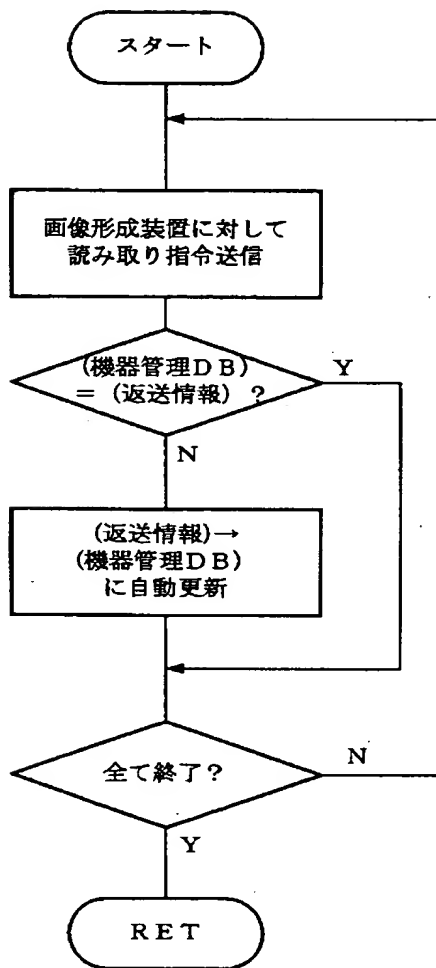 スタート
画像形成装置に対して
読み取り指令送信
(機器管理DB)
=(返送情報)?
Y
N
(返送情報)→
(機器管理DB)
に自動更新
全て終了?
N
Y
RET